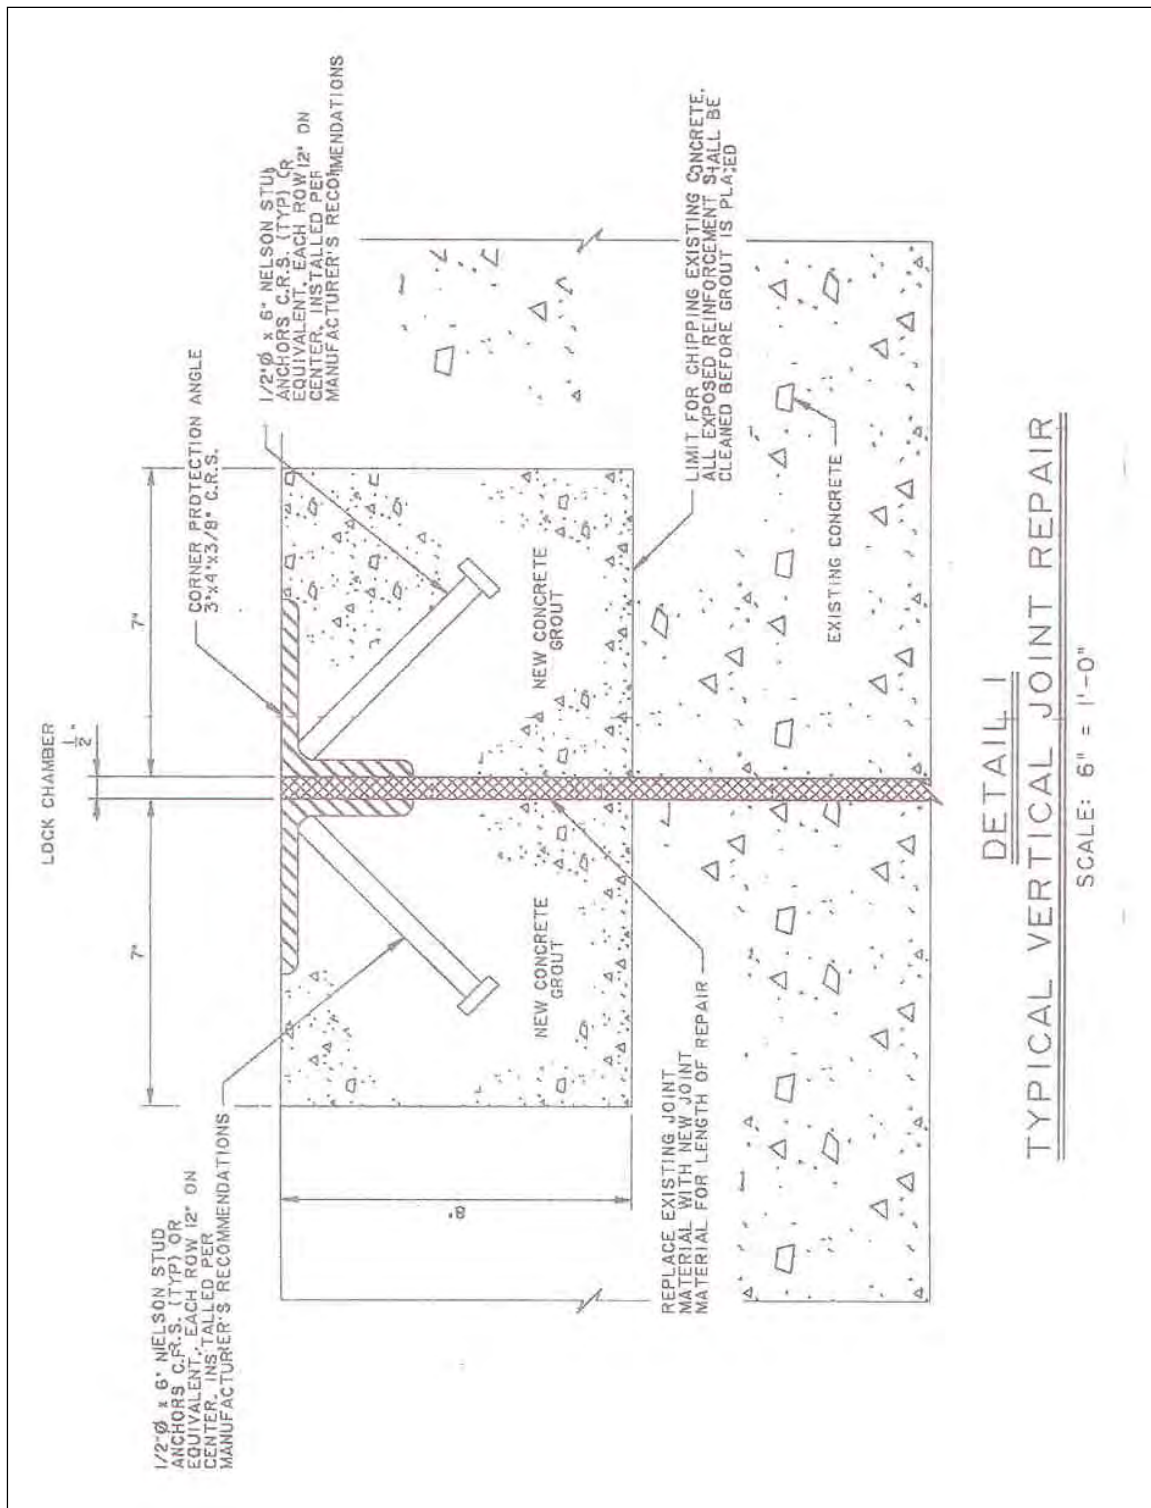 LOCK CHAMBER
1/2"
7"
7"
CORNER PROTECTION ANGLE
3"x4"x3/8" C.R.S.
1/2"Ø x 6" NIELSON STUD
ANCHORS C.R.S. (TYP) OR
EQUIVALENT, EACH ROW 12" ON
CENTER, INSTALLED PER
MANUFACTURER'S RECOMMENDATIONS
1/2"Ø x 6" NELSON STUD
ANCHORS C.R.S. (TYP) OR
EQUIVALENT, EACH ROW 12" ON
CENTER, INSTALLED PER
MANUFACTURER'S RECOMMENDATIONS
8"
NEW CONCRETE
GROUT
NEW CONCRETE
GROUT
REPLACE EXISTING JOINT
MATERIAL WITH NEW JOINT
MATERIAL FOR LENGTH OF REPAIR
LIMIT FOR CHIPPING EXISTING CONCRETE.
ALL EXPOSED REINFORCEMENT SHALL BE
CLEANED BEFORE GROUT IS PLACED
EXISTING CONCRETE
DETAIL 1
TYPICAL VERTICAL JOINT REPAIR
SCALE: 6" = 1'-0"